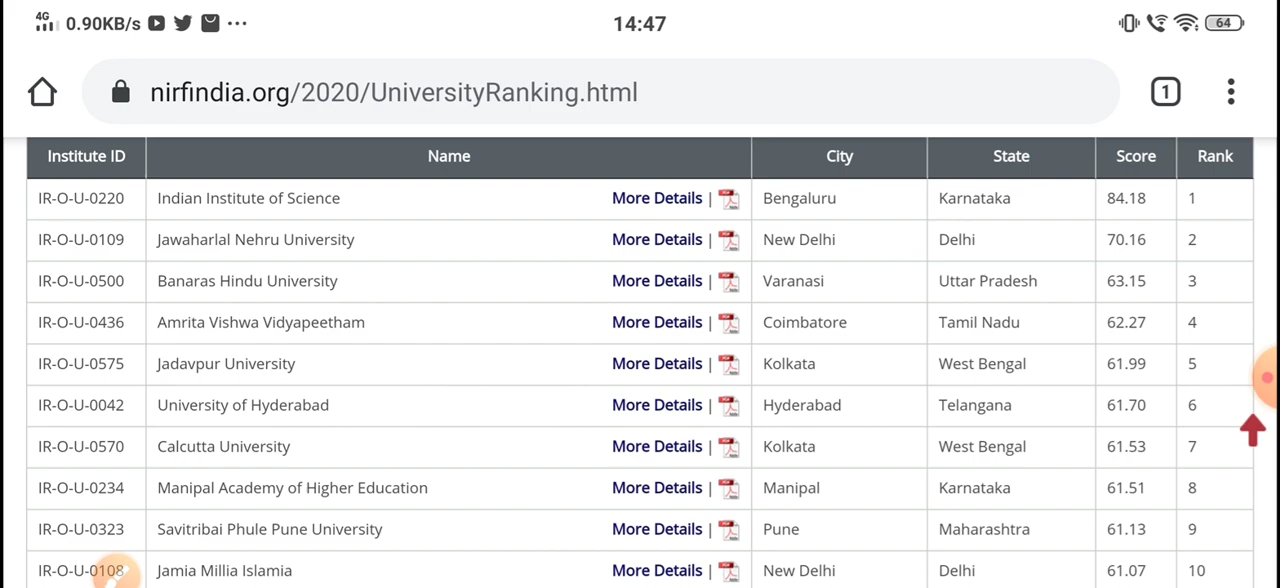 4G 0.90KB/s ... 14:47 64
nirfindia.org/2020/UniversityRanking.html 1
Institute ID Name City State Score Rank
IR-O-U-0220 Indian Institute of Science More Details | Bengaluru Karnataka 84.18 1
IR-O-U-0109 Jawaharlal Nehru University More Details | New Delhi Delhi 70.16 2
IR-O-U-0500 Banaras Hindu University More Details | Varanasi Uttar Pradesh 63.15 3
IR-O-U-0436 Amrita Vishwa Vidyapeetham More Details | Coimbatore Tamil Nadu 62.27 4
IR-O-U-0575 Jadavpur University More Details | Kolkata West Bengal 61.99 5
IR-O-U-0042 University of Hyderabad More Details | Hyderabad Telangana 61.70 6
IR-O-U-0570 Calcutta University More Details | Kolkata West Bengal 61.53 7
IR-O-U-0234 Manipal Academy of Higher Education More Details | Manipal Karnataka 61.51 8
IR-O-U-0323 Savitribai Phule Pune University More Details | Pune Maharashtra 61.13 9
IR-O-U-0108 Jamia Millia Islamia More Details | New Delhi Delhi 61.07 10